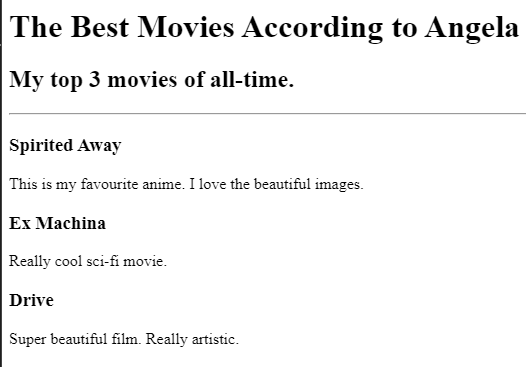 The Best Movies According to Angela
My top 3 movies of all-time.
Spirited Away
This is my favourite anime. I love the beautiful images.
Ex Machina
Really cool sci-fi movie.
Drive
Super beautiful film. Really artistic.